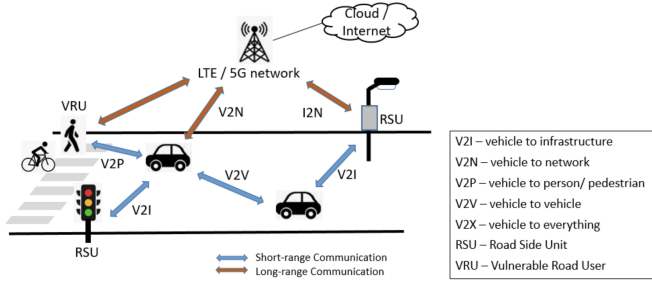 Cloud /
Internet
LTE / 5G network
VRU
V2N
I2N
RSU
V2P
V2V
V2I
V2I
RSU
Short-range Communication
Long-range Communication
V2I – vehicle to infrastructure
V2N – vehicle to network
V2P – vehicle to person/ pedestrian
V2V – vehicle to vehicle
V2X – vehicle to everything
RSU – Road Side Unit
VRU – Vulnerable Road User